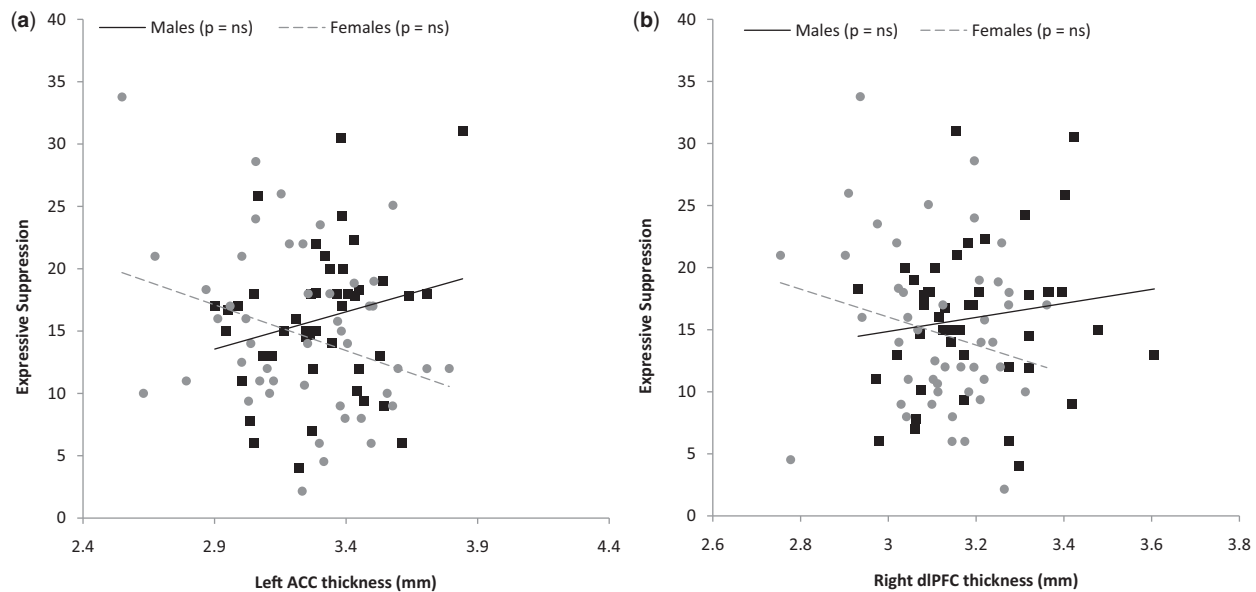 (a)
Males (p = ns)
Females (p = ns)
Expressive Suppression
40
35
30
25
20
15
10
5
0
2.4 2.9 3.4 3.9 4.4
Left ACC thickness (mm)
(b)
Males (p = ns)
Females (p = ns)
Expressive Suppression
40
35
30
25
20
15
10
5
0
2.6 2.8 3 3.2 3.4 3.6 3.8
Right dlPFC thickness (mm)